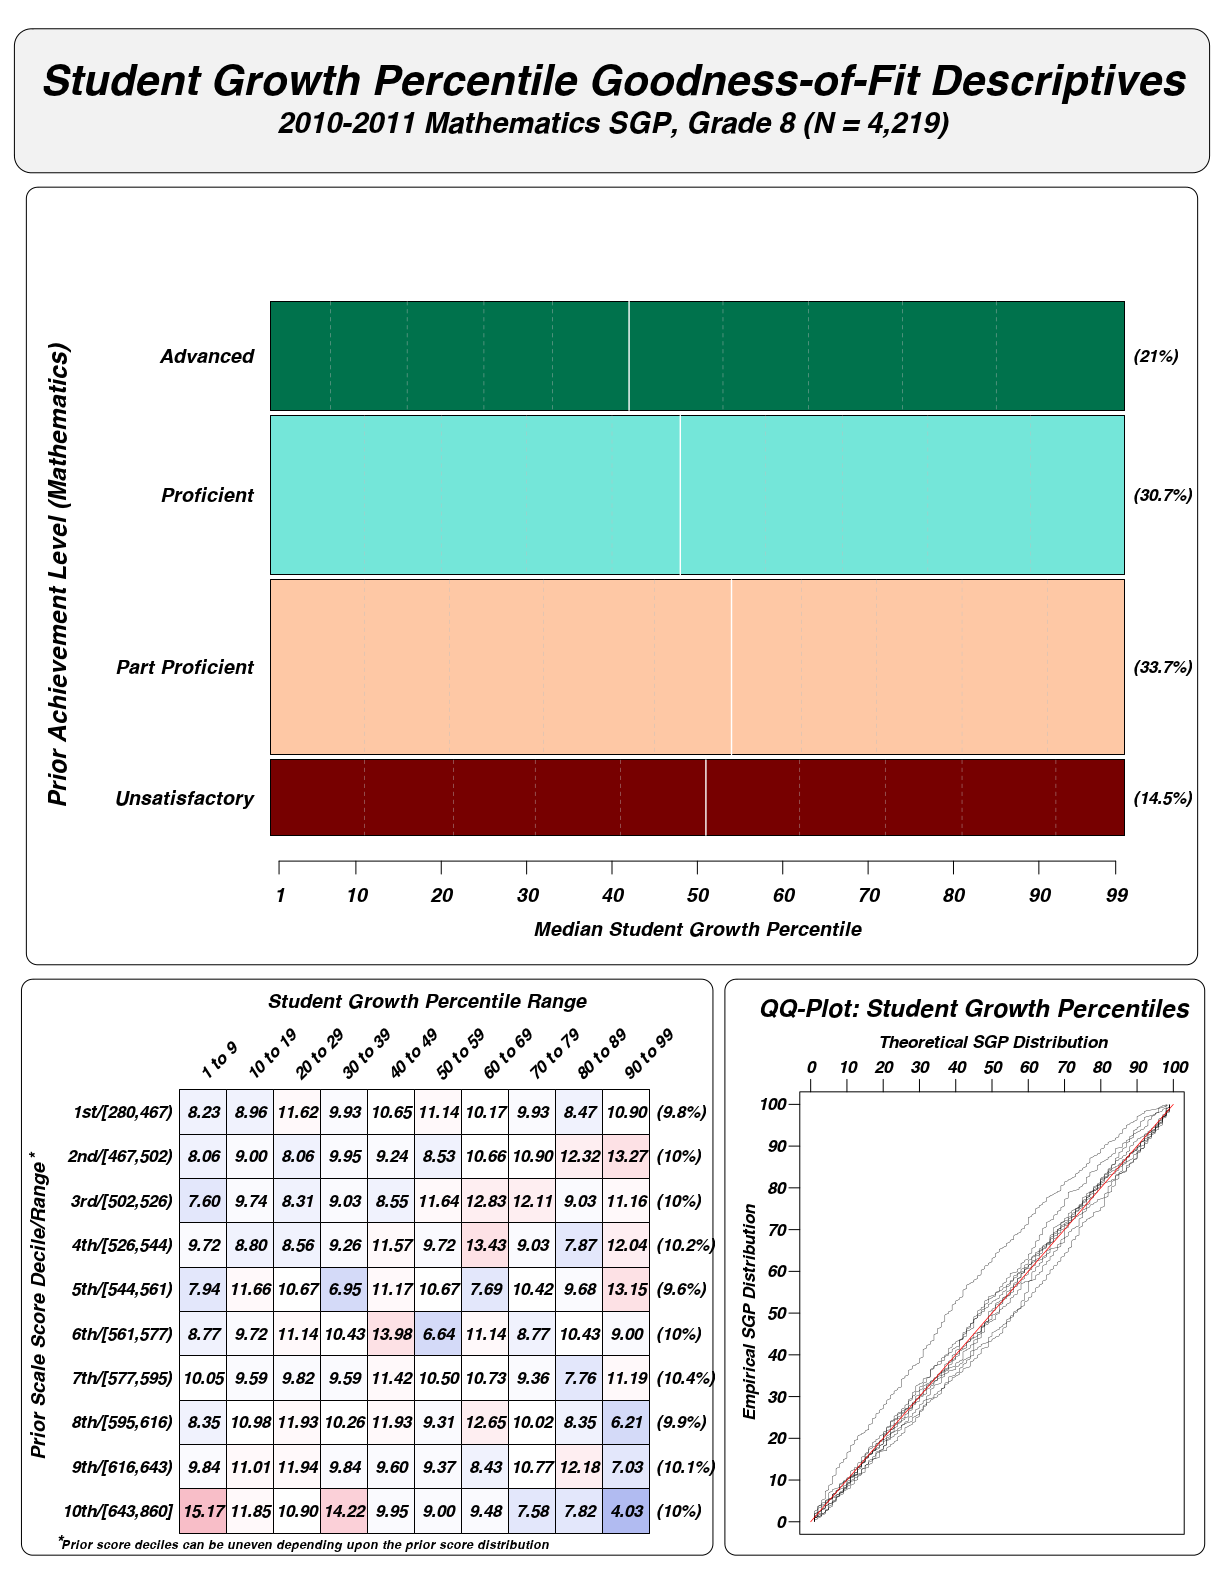 Student Growth Percentile Goodness-of-Fit Descriptives
2010-2011 Mathematics SGP, Grade 8 (N = 4,219)
Prior Achievement Level (Mathematics)
Advanced (21%)
Proficient (30.7%)
Part Proficient (33.7%)
Unsatisfactory (14.5%)
1 10 20 30 40 50 60 70 80 90 99
Median Student Growth Percentile
Student Growth Percentile Range
1 to 9 10 to 19 20 to 29 30 to 39 40 to 49 50 to 59 60 to 69 70 to 79 80 to 89 90 to 99
Prior Scale Score Decile/Range*
1st/[280,467) 8.23 8.96 11.62 9.93 10.65 11.14 10.17 9.93 8.47 10.90 (9.8%)
2nd/[467,502) 8.06 9.00 8.06 9.95 9.24 8.53 10.66 10.90 12.32 13.27 (10%)
3rd/[502,526) 7.60 9.74 8.31 9.03 8.55 11.64 12.83 12.11 9.03 11.16 (10%)
4th/[526,544) 9.72 8.80 8.56 9.26 11.57 9.72 13.43 9.03 7.87 12.04 (10.2%)
5th/[544,561) 7.94 11.66 10.67 6.95 11.17 10.67 7.69 10.42 9.68 13.15 (9.6%)
6th/[561,577) 8.77 9.72 11.14 10.43 13.98 6.64 11.14 8.77 10.43 9.00 (10%)
7th/[577,595) 10.05 9.59 9.82 9.59 11.42 10.50 10.73 9.36 7.76 11.19 (10.4%)
8th/[595,616) 8.35 10.98 11.93 10.26 11.93 9.31 12.65 10.02 8.35 6.21 (9.9%)
9th/[616,643) 9.84 11.01 11.94 9.84 9.60 9.37 8.43 10.77 12.18 7.03 (10.1%)
10th/[643,860] 15.17 11.85 10.90 14.22 9.95 9.00 9.48 7.58 7.82 4.03 (10%)
*Prior score deciles can be uneven depending upon the prior score distribution
QQ-Plot: Student Growth Percentiles
Theoretical SGP Distribution
0 10 20 30 40 50 60 70 80 90 100
Empirical SGP Distribution
100
90
80
70
60
50
40
30
20
10
0